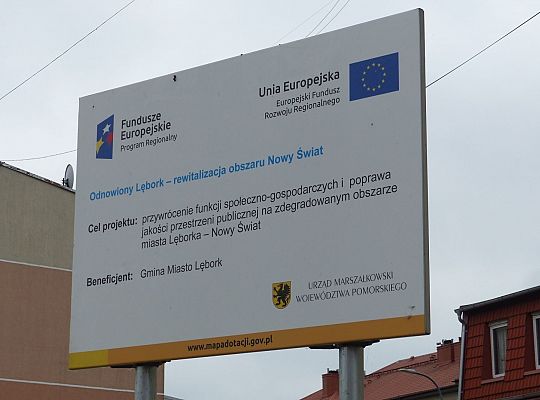 Fundusze
Europejskie
Program Regionalny
Unia Europejska
Europejski Fundusz
Rozwoju Regionalnego
Odnowiony Lębork – rewitalizacja obszaru Nowy Świat
Cel projektu: przywrócenie funkcji społeczno-gospodarczych i poprawa
jakości przestrzeni publicznej na zdegradowanym obszarze
miasta Lęborka – Nowy Świat
Beneficjent: Gmina Miasto Lębork
URZĄD MARSZAŁKOWSKI
WOJEWÓDZTWA POMORSKIEGO
www.mapadotacji.gov.pl